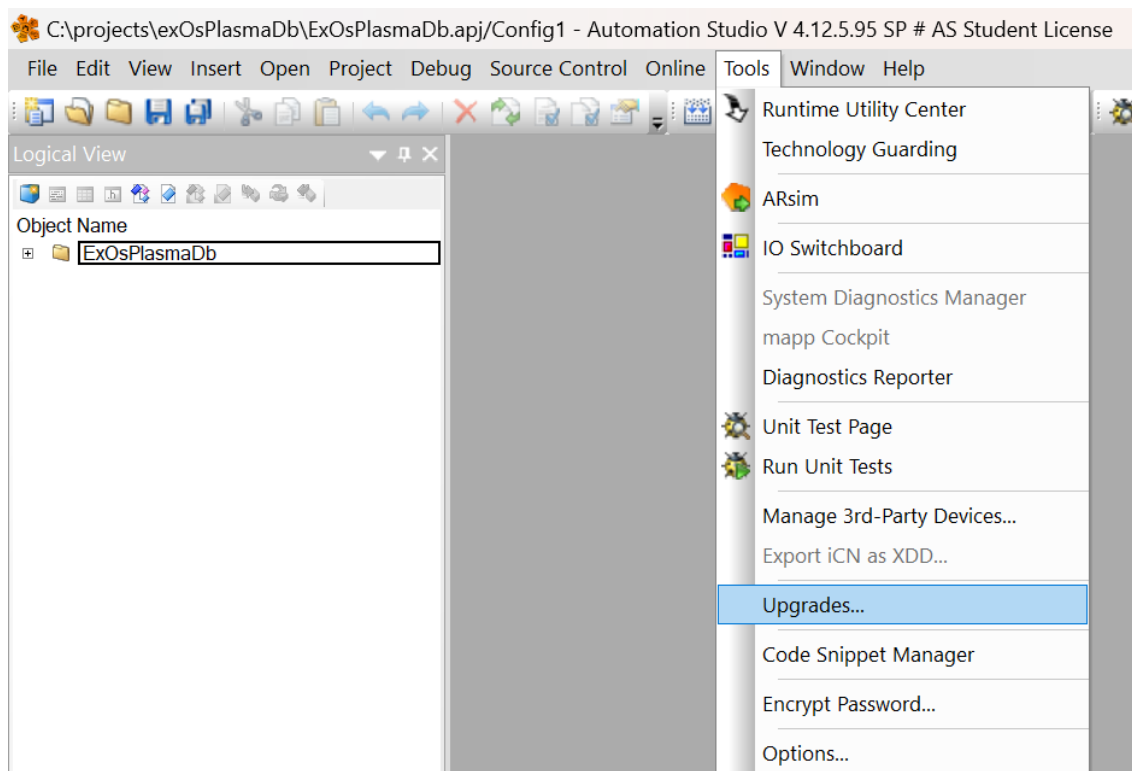 C:\projects\exOsPlasmaDb\ExOsPlasmaDb.apj/Config1 - Automation Studio V 4.12.5.95 SP # AS Student License
File Edit View Insert Open Project Debug Source Control Online Tools Window Help
Logical View
Object Name
ExOsPlasmaDb
Runtime Utility Center
Technology Guarding
ARsim
IO Switchboard
System Diagnostics Manager
mapp Cockpit
Diagnostics Reporter
Unit Test Page
Run Unit Tests
Manage 3rd-Party Devices...
Export iCN as XDD...
Upgrades...
Code Snippet Manager
Encrypt Password...
Options...